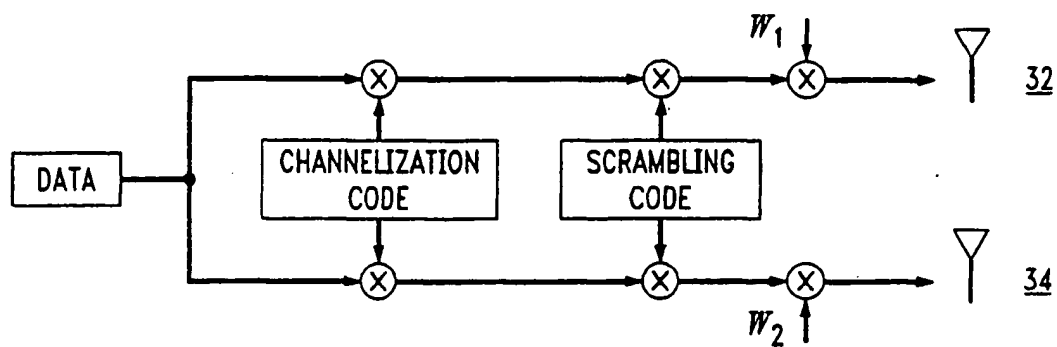 W1
32
DATA
CHANNELIZATION
CODE
SCRAMBLING
CODE
W2
34